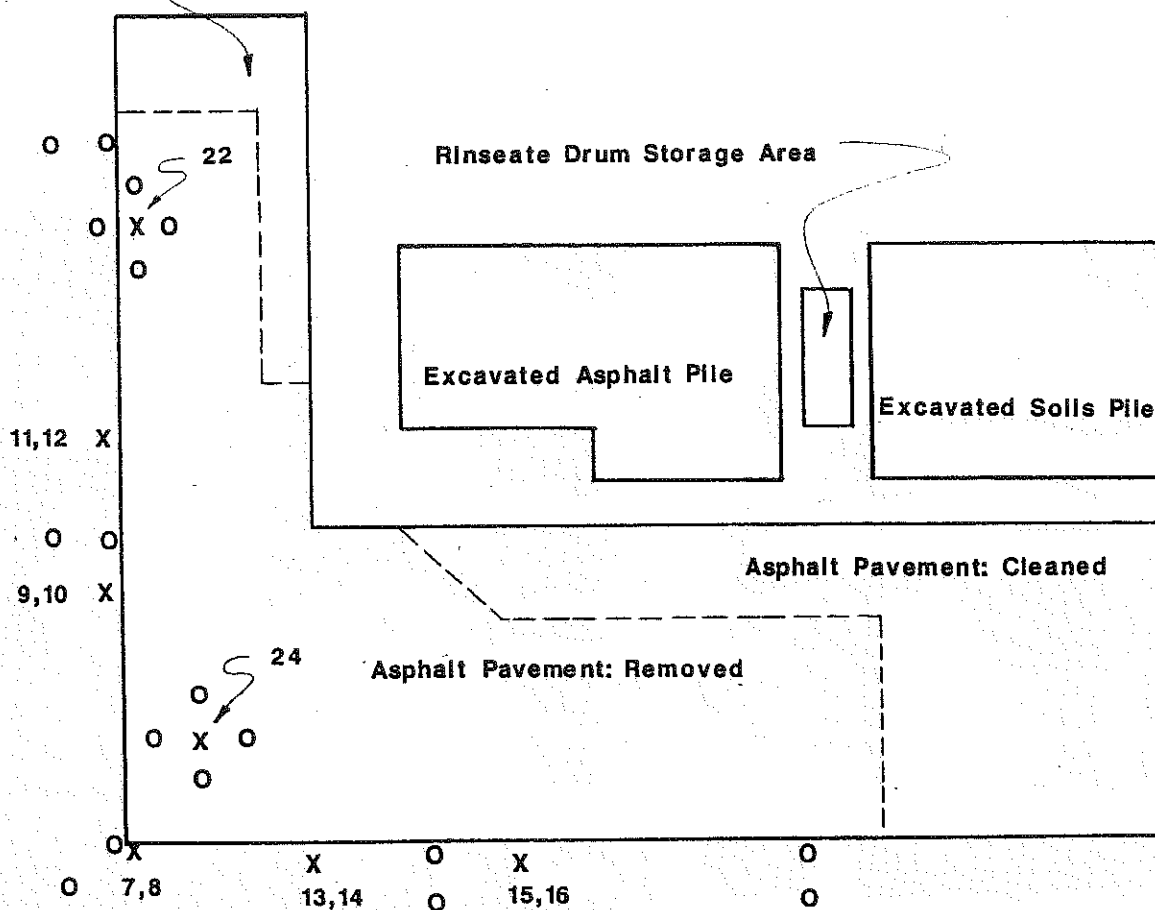 O O
22
Rinseate Drum Storage Area
O
O X O
O
Excavated Asphalt Pile
Excavated Soils Pile
11,12 X
O O
Asphalt Pavement: Cleaned
9,10 X
24
Asphalt Pavement: Removed
O
O X O
O
O X
X O X O
O 7,8 13,14 O 15,16 O